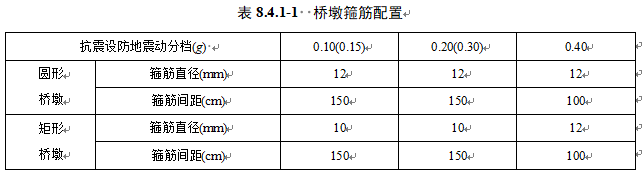 表 8.4.1-1 桥墩箍筋配置
抗震设防地震动分档(g) 0.10(0.15) 0.20(0.30) 0.40
圆形桥墩 箍筋直径(mm) 12 12 12
箍筋间距(cm) 150 150 100
矩形桥墩 箍筋直径(mm) 10 10 12
箍筋间距(cm) 150 150 100